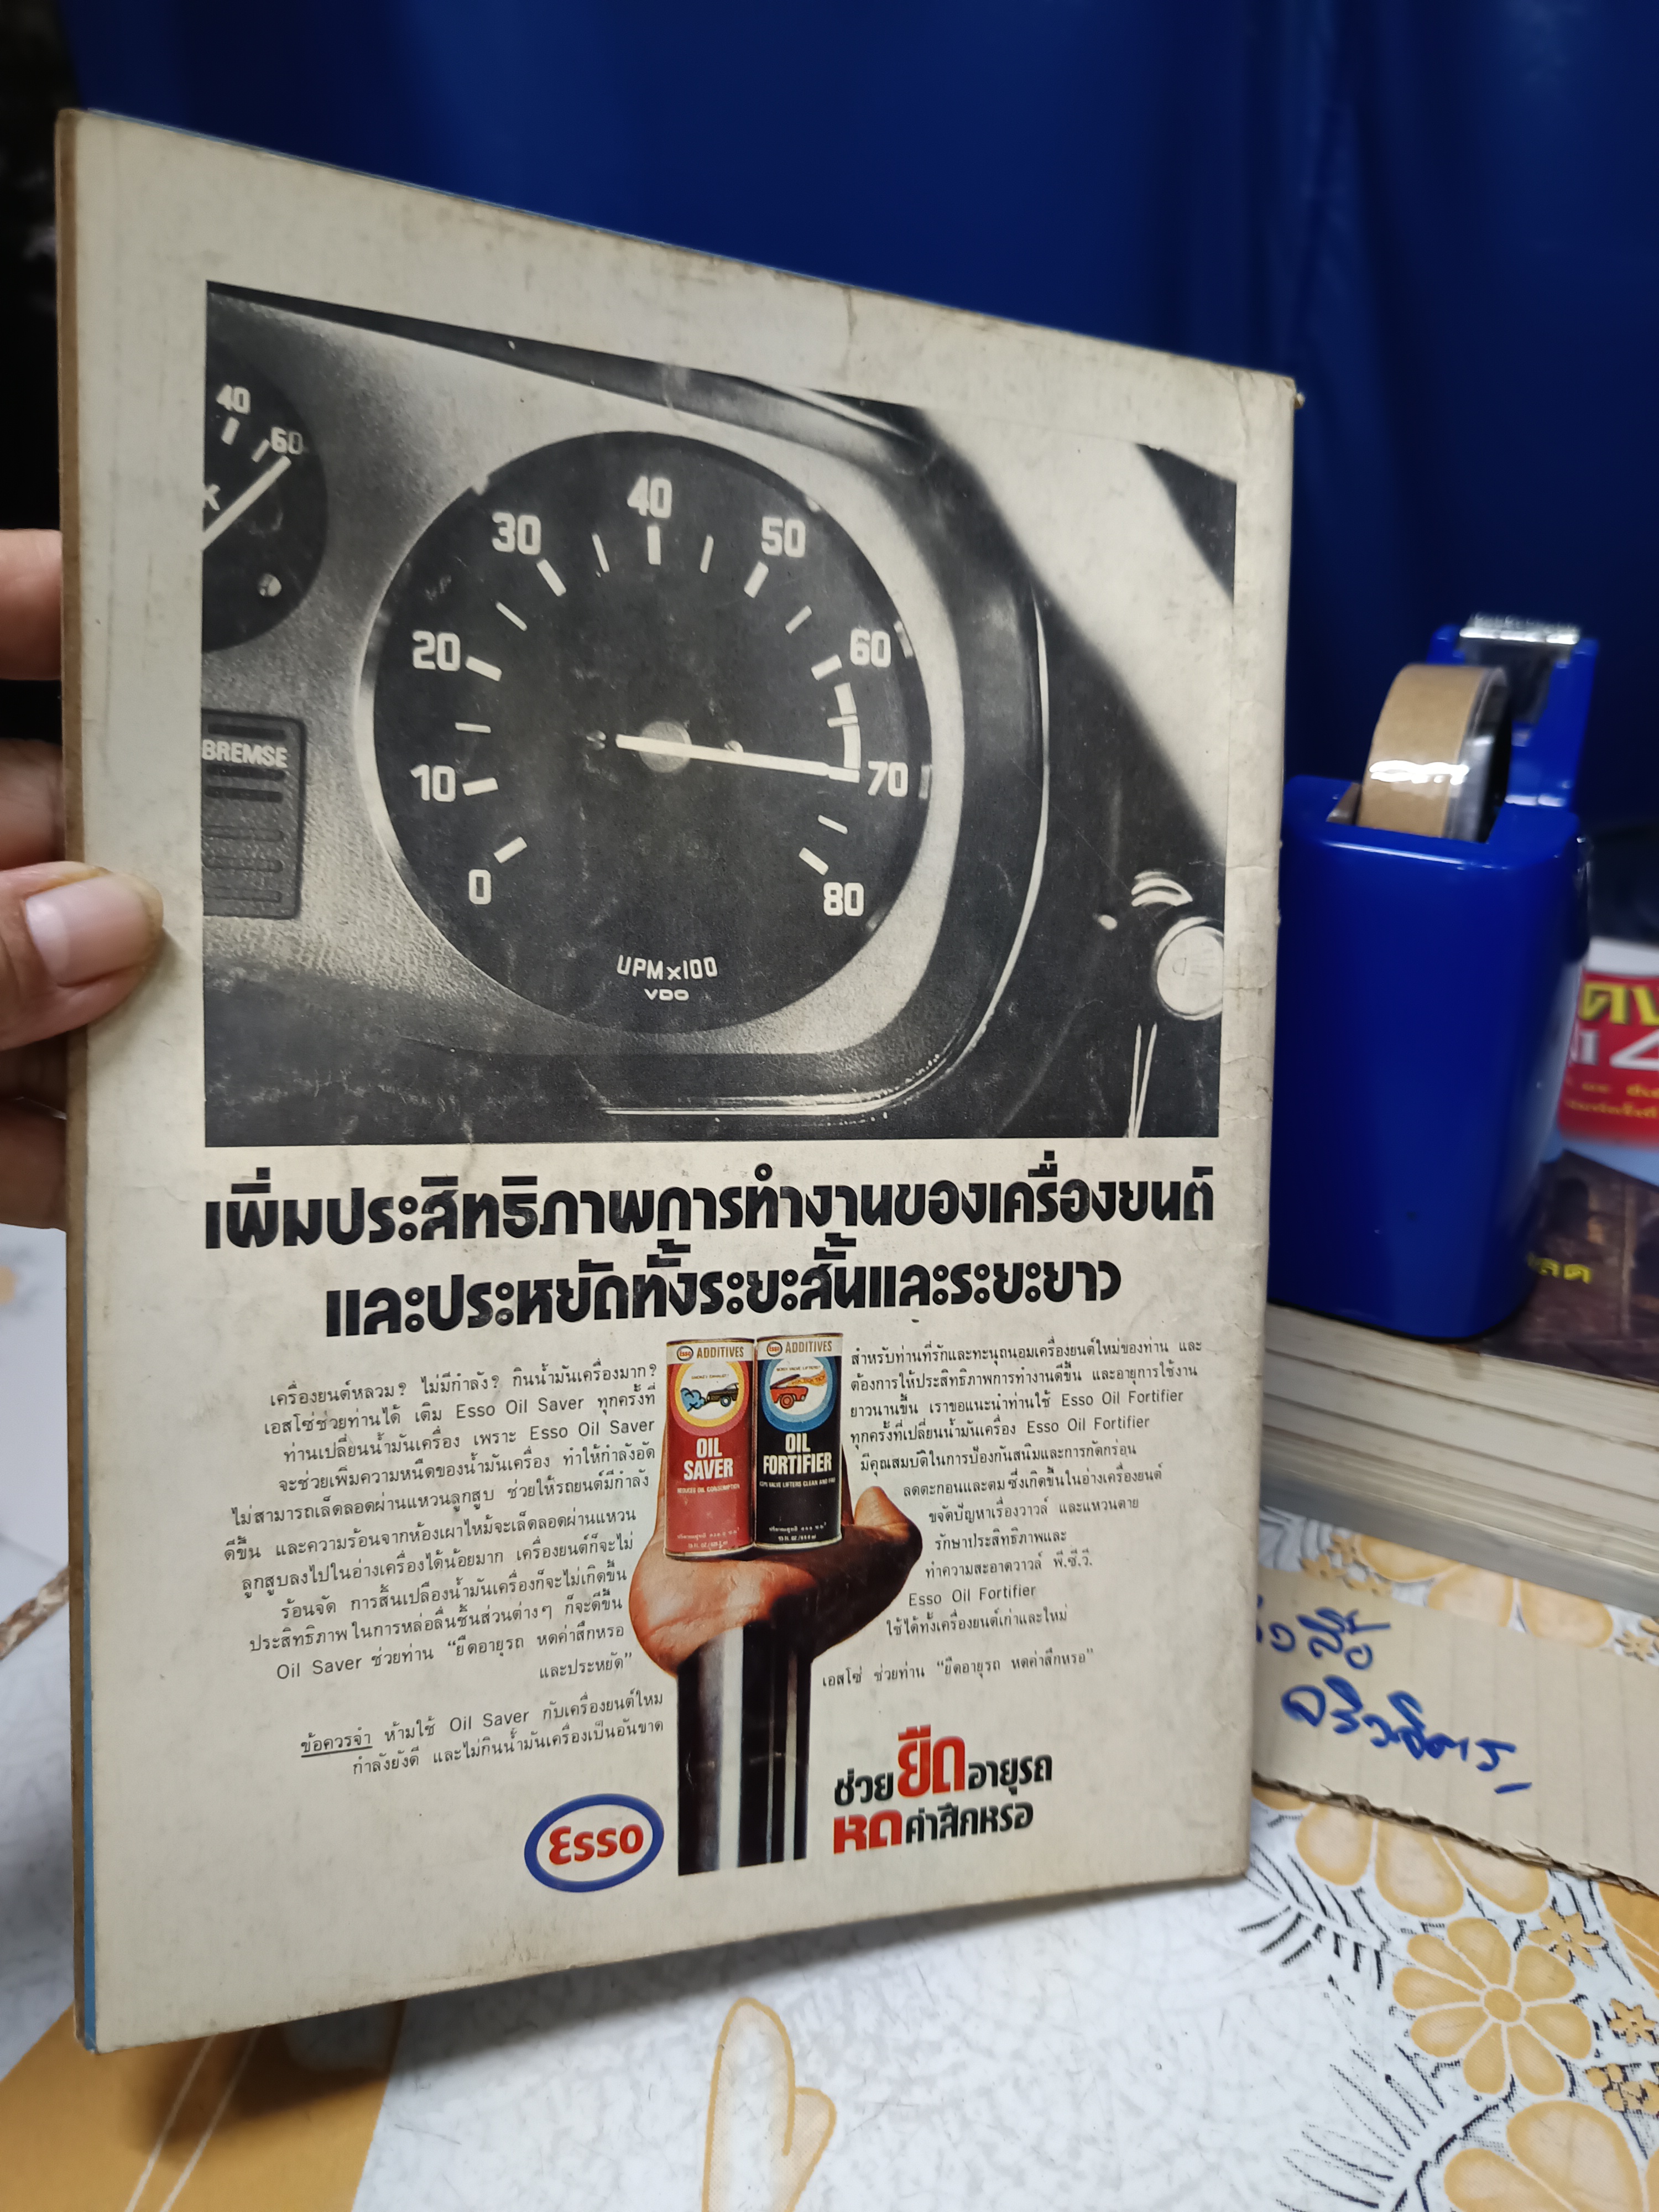 40
60
BREMSE
0
10
20
30
40
50
60
70
80
UPMx100
VDO
เพิ่มประสิทธิภาพการทำงานของเครื่องยนต์
และประหยัดทั้งระยะสั้นและระยะยาว
เครื่องยนต์หลวม? ไม่มีกำลัง? กินน้ำมันเครื่องมาก?
เอสโซ่ช่วยท่านได้ เติม Esso Oil Saver ทุกครั้งที่
ท่านเปลี่ยนน้ำมันเครื่อง เพราะ Esso Oil Saver
จะช่วยเพิ่มความหนืดของน้ำมันเครื่อง ทำให้กำลังอัด
ไม่สามารถเล็ดลอดผ่านแหวนลูกสูบ ช่วยให้รถยนต์มีกำลัง
ดีขึ้น และความร้อนจากห้องเผาไหม้จะเล็ดลอดผ่านแหวน
ลูกสูบลงไปในอ่างเครื่องได้น้อยมาก เครื่องยนต์ก็จะไม่
ร้อนจัด การสิ้นเปลืองน้ำมันเครื่องก็จะไม่เกิดขึ้น
ประสิทธิภาพในการหล่อลื่นชิ้นส่วนต่างๆ ก็จะดีขึ้น
Oil Saver ช่วยท่าน "ยืดอายุรถ หดค่าสึกหรอ
และประหยัด"
ข้อควรจำ ห้ามใช้ Oil Saver กับเครื่องยนต์ใหม่
กำลังยังดี และไม่กินน้ำมันเครื่องเป็นอันขาด
Esso ADDITIVES
OIL
SAVER
REDUCES OIL CONSUMPTION
Esso ADDITIVES
OIL
FORTIFIER
สำหรับท่านที่รักและทะนุถนอมเครื่องยนต์ใหม่ของท่าน และ
ต้องการให้ประสิทธิภาพการทำงานดีขึ้น และอายุการใช้งาน
ยาวนานขึ้น เราขอแนะนำท่านใช้ Esso Oil Fortifier
ทุกครั้งที่เปลี่ยนน้ำมันเครื่อง Esso Oil Fortifier
มีคุณสมบัติในการป้องกันสนิมและการกัดกร่อน
ลดตะกอนและตม ซึ่งเกิดขึ้นในอ่างเครื่องยนต์
ขจัดปัญหาเรื่องวาวล์ และแหวนตาย
รักษาประสิทธิภาพและ
ทำความสะอาดวาวล์ พี.ซี.วี.
Esso Oil Fortifier
ใช้ได้ทั้งเครื่องยนต์เก่าและใหม่
เอสโซ่ ช่วยท่าน "ยืดอายุรถ หดค่าสึกหรอ"
Esso
ช่วยยืดอายุรถ
หดค่าสึกหรอ